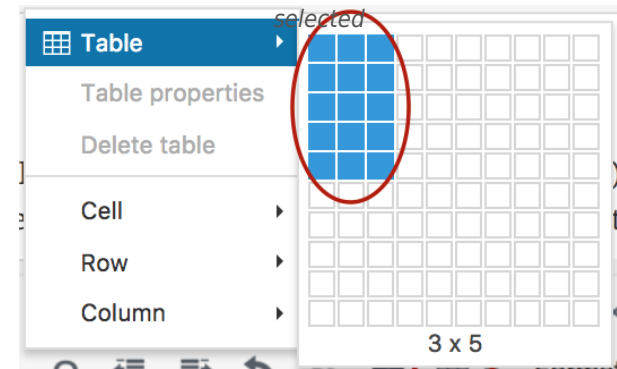 selected
Table
Table properties
Delete table
Cell
Row
Column
3 x 5